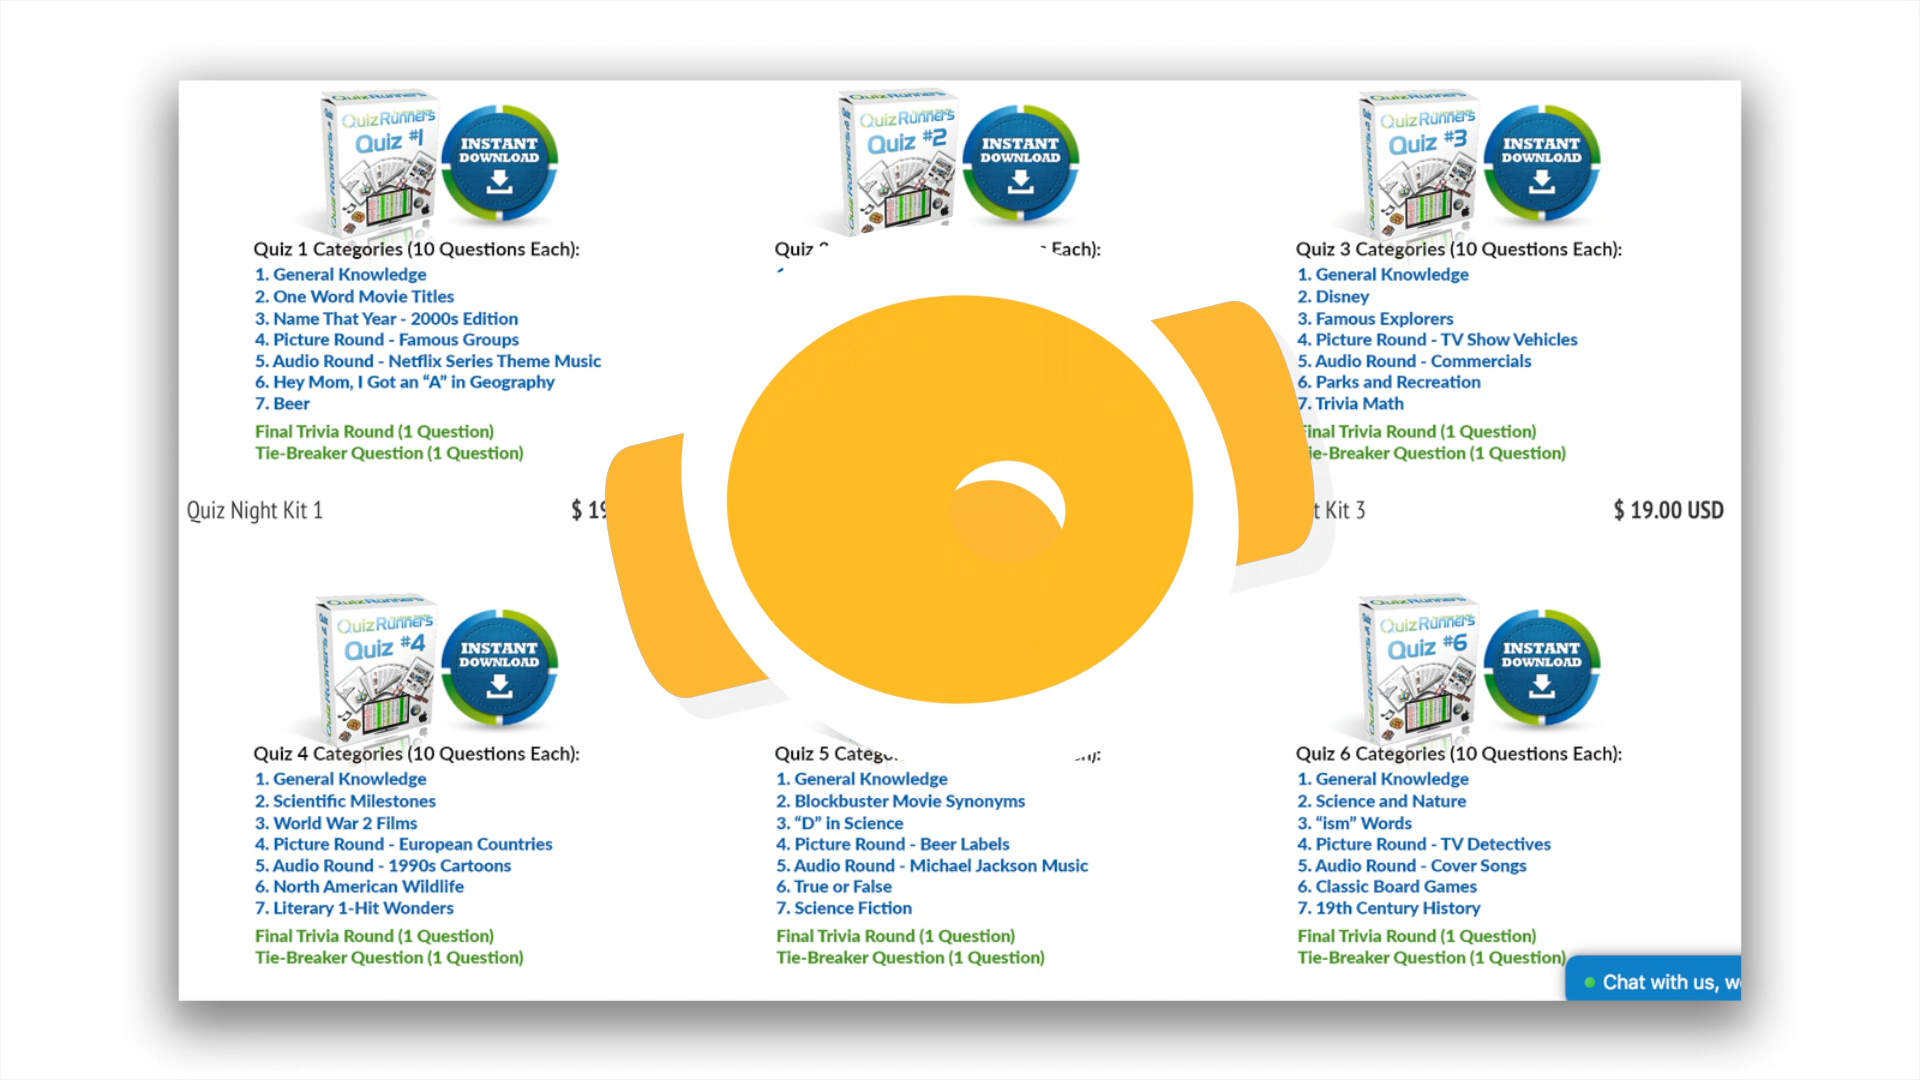 QuizRunners
Quiz #1
INSTANT
DOWNLOAD
Quiz 1 Categories (10 Questions Each):
1. General Knowledge
2. One Word Movie Titles
3. Name That Year - 2000s Edition
4. Picture Round - Famous Groups
5. Audio Round - Netflix Series Theme Music
6. Hey Mom, I Got an “A” in Geography
7. Beer
Final Trivia Round (1 Question)
Tie-Breaker Question (1 Question)
Quiz Night Kit 1
$ 19
QuizRunners
Quiz #2
INSTANT
DOWNLOAD
Quiz
Each):
QuizRunners
Quiz #3
INSTANT
DOWNLOAD
Quiz 3 Categories (10 Questions Each):
1. General Knowledge
2. Disney
3. Famous Explorers
4. Picture Round - TV Show Vehicles
5. Audio Round - Commercials
6. Parks and Recreation
7. Trivia Math
inal Trivia Round (1 Question)
ie-Breaker Question (1 Question)
t Kit 3
$ 19.00 USD
QuizRunners
Quiz #4
INSTANT
DOWNLOAD
Quiz 4 Categories (10 Questions Each):
1. General Knowledge
2. Scientific Milestones
3. World War 2 Films
4. Picture Round - European Countries
5. Audio Round - 1990s Cartoons
6. North American Wildlife
7. Literary 1-Hit Wonders
Final Trivia Round (1 Question)
Tie-Breaker Question (1 Question)
Quiz 5 Catego
1. General Knowledge
2. Blockbuster Movie Synonyms
3. “D” in Science
4. Picture Round - Beer Labels
5. Audio Round - Michael Jackson Music
6. True or False
7. Science Fiction
Final Trivia Round (1 Question)
Tie-Breaker Question (1 Question)
QuizRunners
Quiz #6
INSTANT
DOWNLOAD
Quiz 6 Categories (10 Questions Each):
1. General Knowledge
2. Science and Nature
3. “ism” Words
4. Picture Round - TV Detectives
5. Audio Round - Cover Songs
6. Classic Board Games
7. 19th Century History
Final Trivia Round (1 Question)
Tie-Breaker Question (1 Question)
Chat with us, w